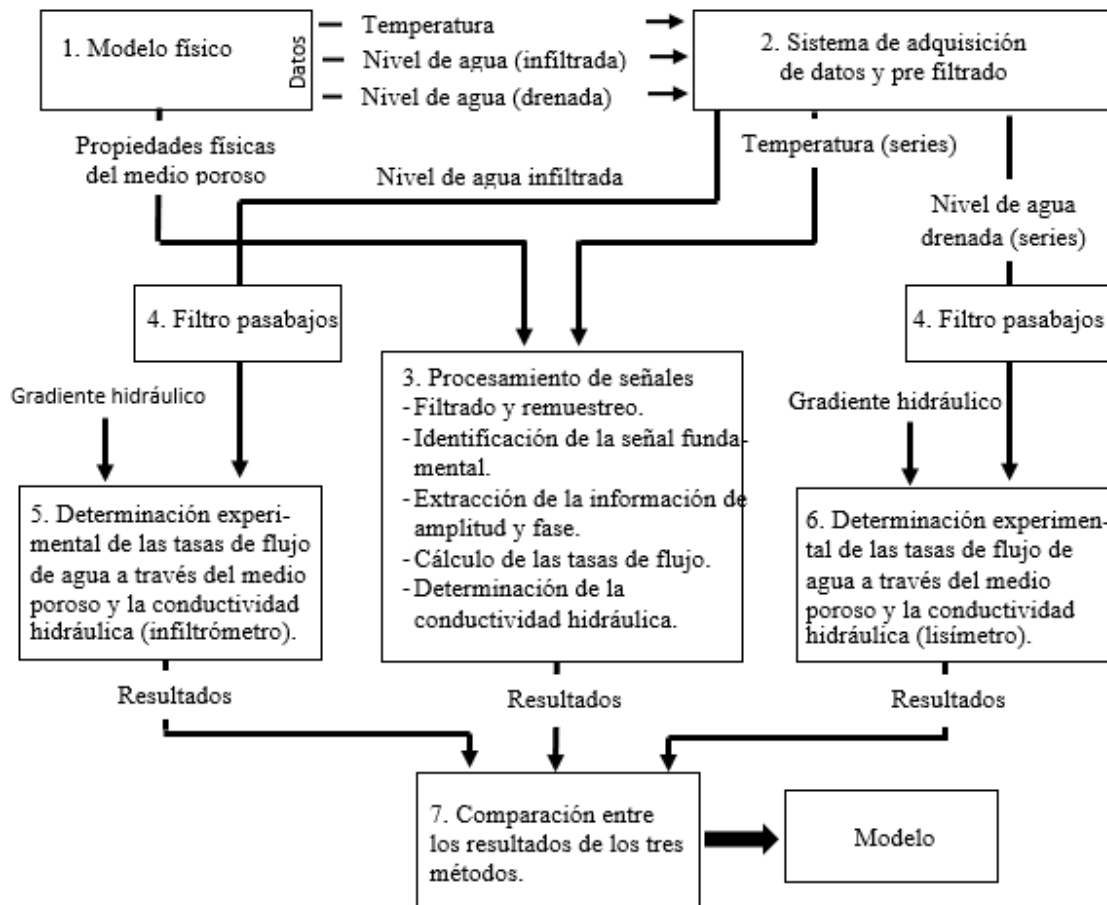 1. Modelo físico
Datos
Temperatura
Nivel de agua (infiltrada)
Nivel de agua (drenada)
2. Sistema de adquisición
de datos y pre filtrado
Propiedades físicas
del medio poroso
Nivel de agua infiltrada
Temperatura (series)
Nivel de agua
drenada (series)
4. Filtro pasabajos
4. Filtro pasabajos
Gradiente hidráulico
3. Procesamiento de señales
- Filtrado y remuestreo.
- Identificación de la señal funda-
mental.
- Extracción de la información de
amplitud y fase.
- Cálculo de las tasas de flujo.
- Determinación de la
conductividad hidráulica.
Gradiente hidráulico
5. Determinación experi-
mental de las tasas de flujo
de agua a través del medio
poroso y la conductividad
hidráulica (infiltrómetro).
6. Determinación experimen-
tal de las tasas de flujo de
agua a través del medio
poroso y la conductividad
hidráulica (lisímetro).
Resultados
Resultados
Resultados
7. Comparación entre
los resultados de los tres
métodos.
Modelo